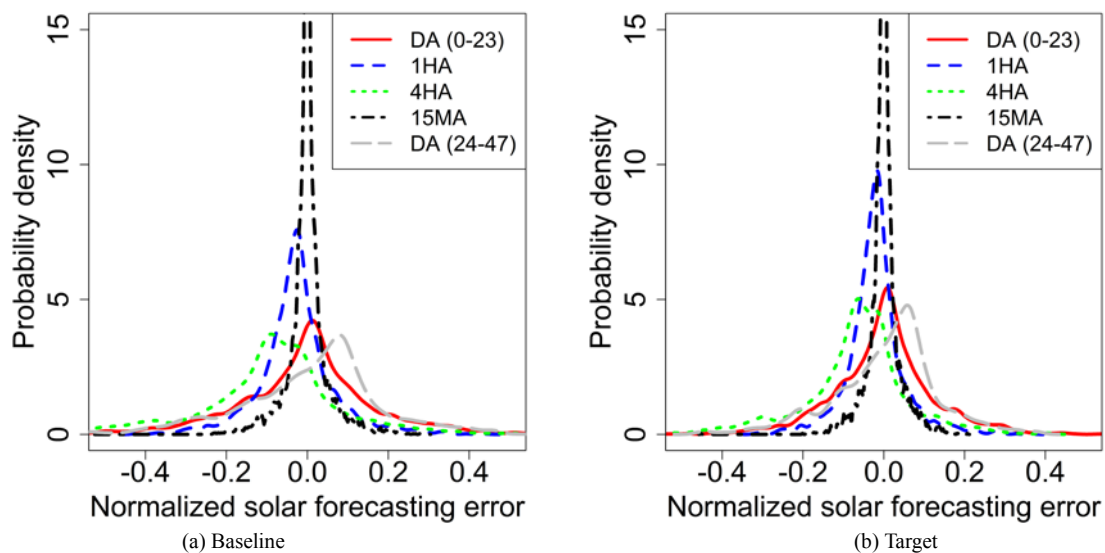 15
10
5
0
Probability density
DA (0-23)
1HA
4HA
15MA
DA (24-47)
-0.4 -0.2 0.0 0.2 0.4
Normalized solar forecasting error
(a) Baseline
15
10
5
0
Probability density
DA (0-23)
1HA
4HA
15MA
DA (24-47)
-0.4 -0.2 0.0 0.2 0.4
Normalized solar forecasting error
(b) Target